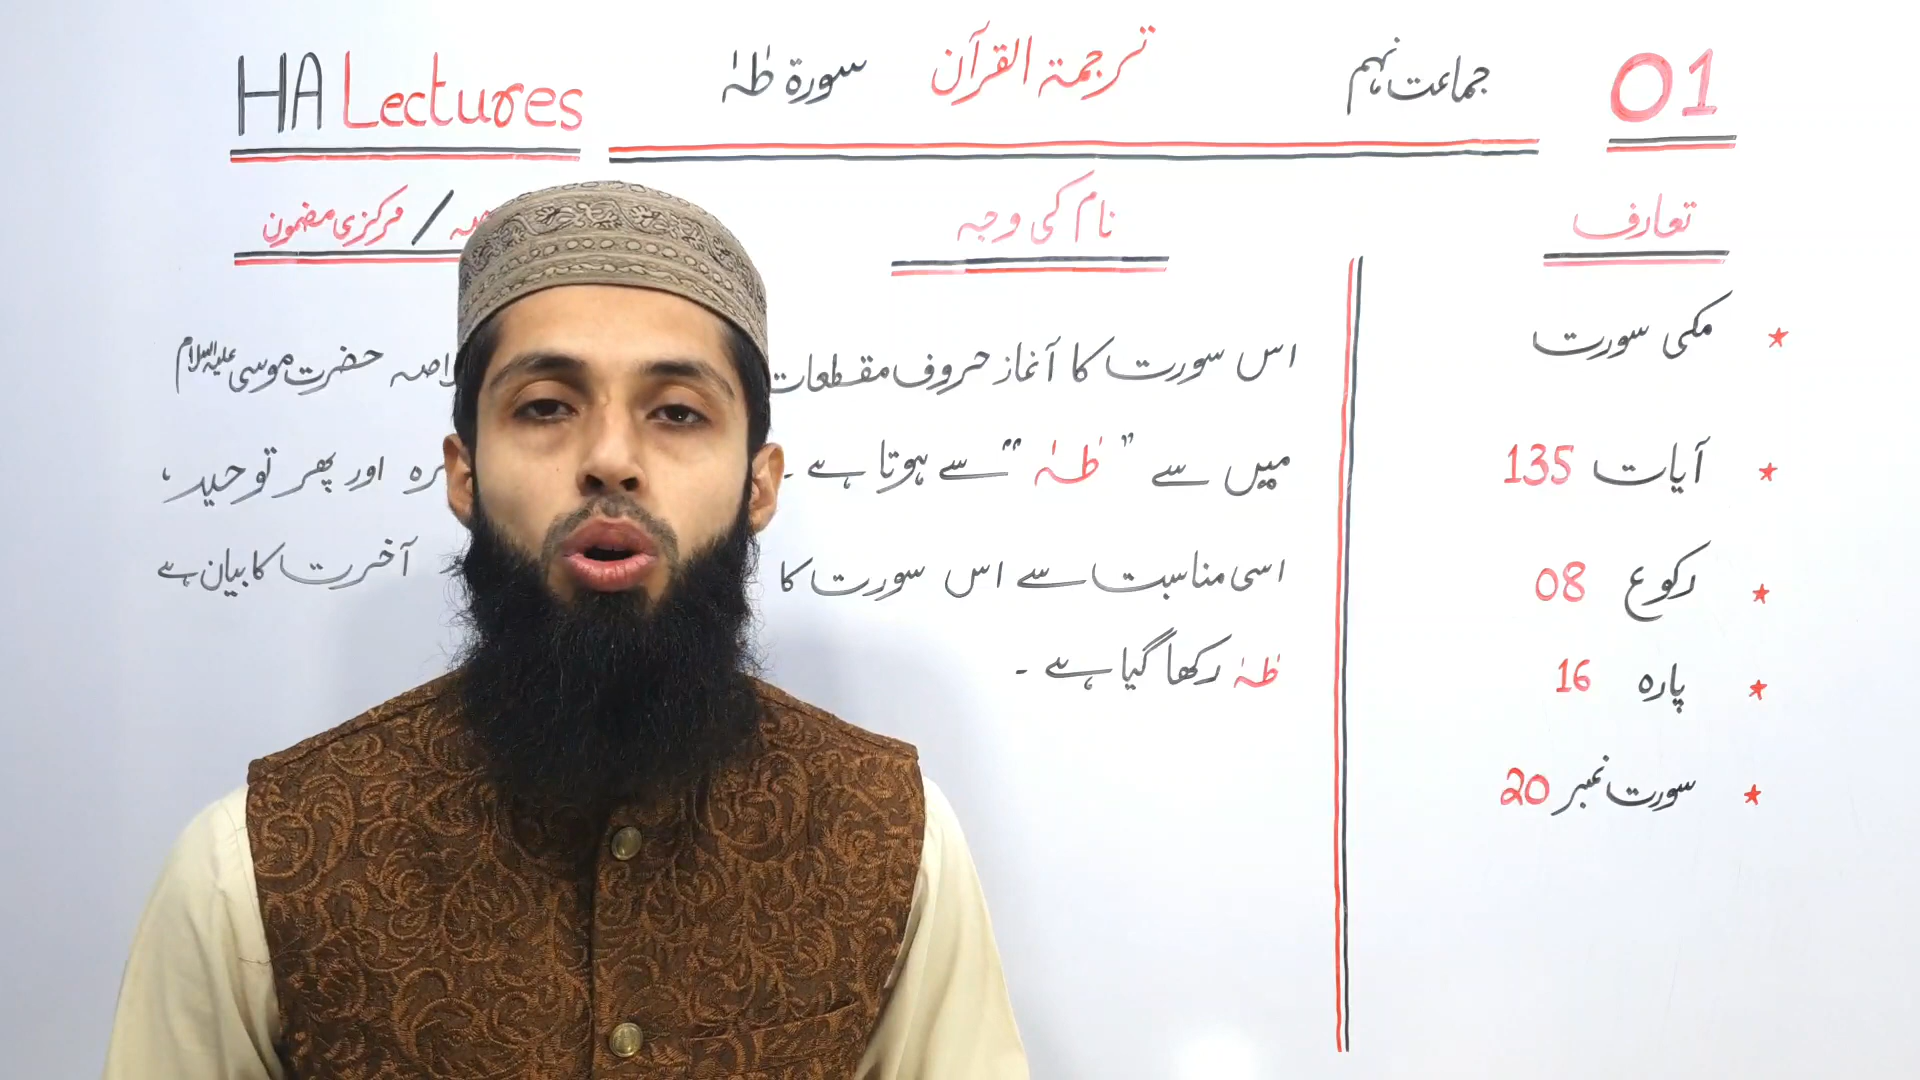 HA Lectures
سورۃ طٰہٰ
ترجمۃ القرآن
جماعت نہم
01
تعارف
مکی سورت
آیات 135
رکوع 08
پارہ 16
سورت نمبر 20
نام کی وجہ
اس سورت کا آغاز حروف مقطعات
میں سے ”طٰہٰ“ سے ہوتا ہے ۔
اسی مناسبت سے اس سورت کا
طٰہٰ رکھا گیا ہے ۔
/ مرکزی مضمون
حضرت موسیٰ علیہ السلام
اور پھر توحید ،
آخرت کا بیان ہے